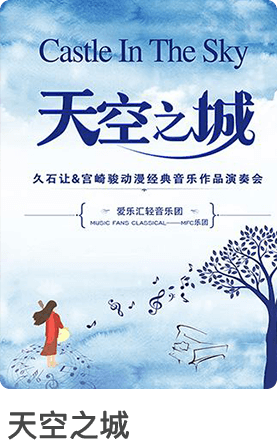 Castle In The Sky
天空之城
久石让&宫崎骏动漫经典音乐作品演奏会
爱乐汇轻音乐团
MUSIC FANS CLASSICAL——MFC乐团
天空之城